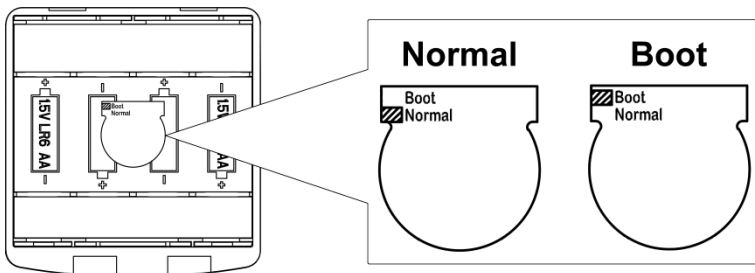 Normal
Boot
Boot
Normal
Boot
Normal
+
−
+
−
Boot
Normal
1.5V LR6 AA
1.5V AA
−
+
−
+